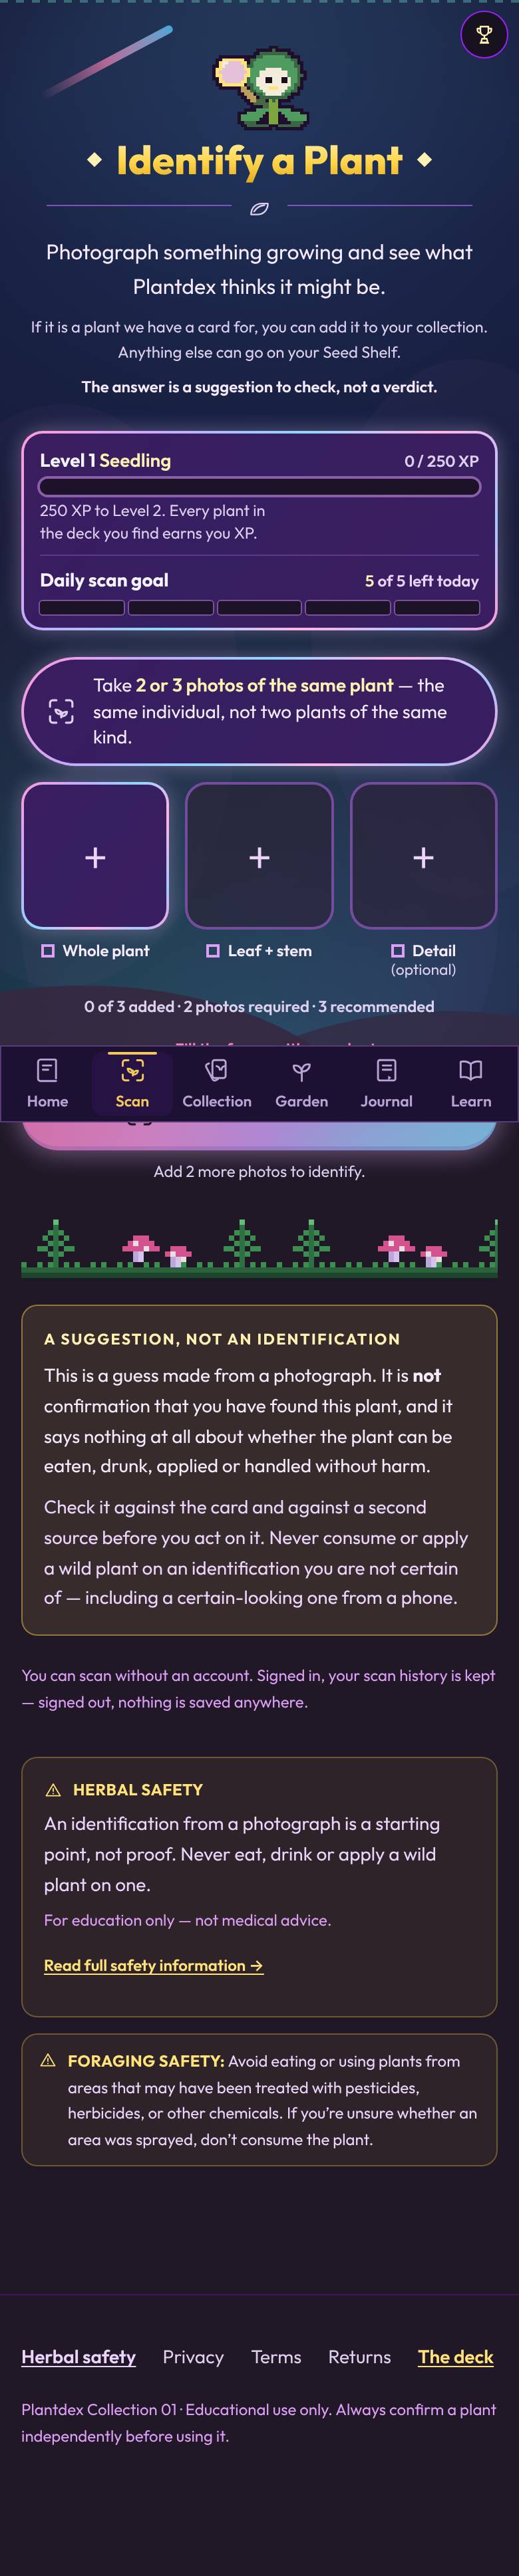 Identify a Plant
Photograph something growing and see what
Plantdex thinks it might be.
If it is a plant we have a card for, you can add it to your collection.
Anything else can go on your Seed Shelf.
The answer is a suggestion to check, not a verdict.
Level 1 Seedling
0 / 250 XP
250 XP to Level 2. Every plant in
the deck you find earns you XP.
Daily scan goal
5 of 5 left today
Take 2 or 3 photos of the same plant — the
same individual, not two plants of the same
kind.
Whole plant
Leaf + stem
Detail
(optional)
0 of 3 added · 2 photos required · 3 recommended
Home
Scan
Collection
Garden
Journal
Learn
Add 2 more photos to identify.
A SUGGESTION, NOT AN IDENTIFICATION
This is a guess made from a photograph. It is not
confirmation that you have found this plant, and it
says nothing at all about whether the plant can be
eaten, drunk, applied or handled without harm.
Check it against the card and against a second
source before you act on it. Never consume or apply
a wild plant on an identification you are not certain
of — including a certain-looking one from a phone.
You can scan without an account. Signed in, your scan history is kept
— signed out, nothing is saved anywhere.
HERBAL SAFETY
An identification from a photograph is a starting
point, not proof. Never eat, drink or apply a wild
plant on one.
For education only — not medical advice.
Read full safety information →
FORAGING SAFETY: Avoid eating or using plants from
areas that may have been treated with pesticides,
herbicides, or other chemicals. If you're unsure whether an
area was sprayed, don't consume the plant.
Herbal safety
Privacy
Terms
Returns
The deck
Plantdex Collection 01 · Educational use only. Always confirm a plant
independently before using it.